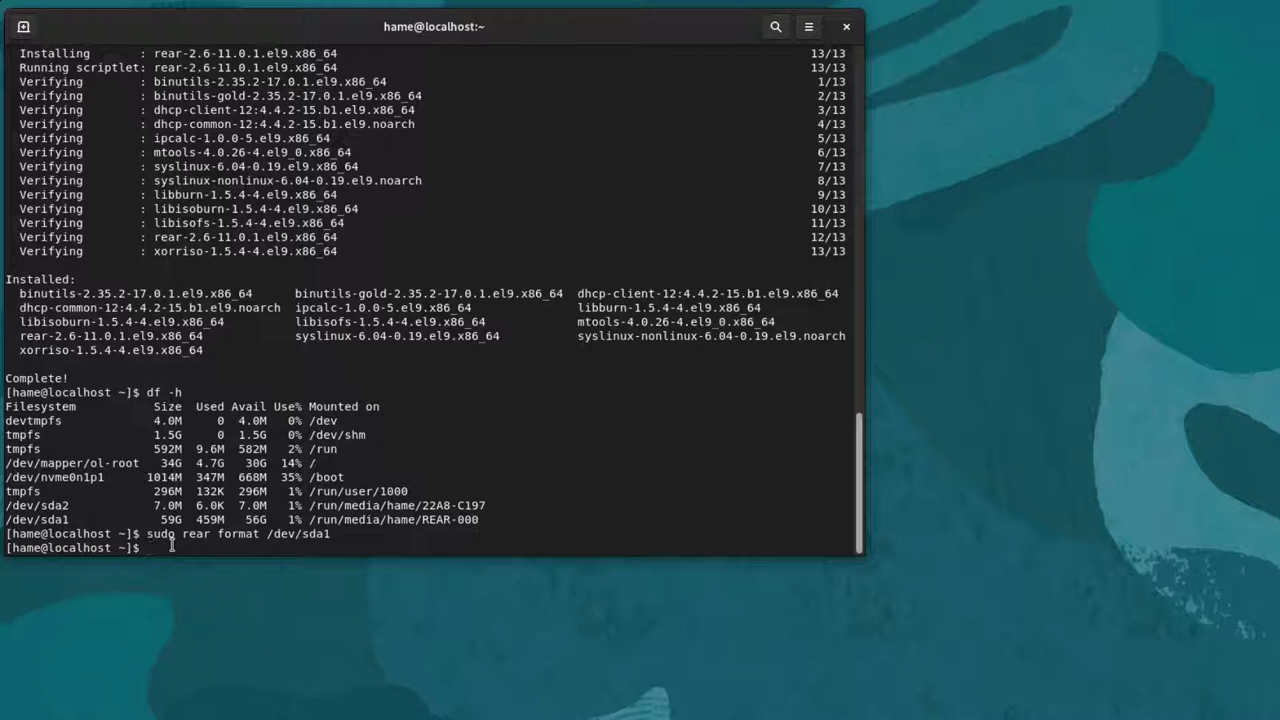 hame@localhost:~
Installing : rear-2.6-11.0.1.el9.x86_64 13/13
Running scriptlet: rear-2.6-11.0.1.el9.x86_64 13/13
Verifying : binutils-2.35.2-17.0.1.el9.x86_64 1/13
Verifying : binutils-gold-2.35.2-17.0.1.el9.x86_64 2/13
Verifying : dhcp-client-12:4.4.2-15.b1.el9.x86_64 3/13
Verifying : dhcp-common-12:4.4.2-15.b1.el9.noarch 4/13
Verifying : ipcalc-1.0.0-5.el9.x86_64 5/13
Verifying : mtools-4.0.26-4.el9_0.x86_64 6/13
Verifying : syslinux-6.04-0.19.el9.x86_64 7/13
Verifying : syslinux-nonlinux-6.04-0.19.el9.noarch 8/13
Verifying : libburn-1.5.4-4.el9.x86_64 9/13
Verifying : libisoburn-1.5.4-4.el9.x86_64 10/13
Verifying : libisofs-1.5.4-4.el9.x86_64 11/13
Verifying : rear-2.6-11.0.1.el9.x86_64 12/13
Verifying : xorriso-1.5.4-4.el9.x86_64 13/13
Installed:
binutils-2.35.2-17.0.1.el9.x86_64 binutils-gold-2.35.2-17.0.1.el9.x86_64 dhcp-client-12:4.4.2-15.b1.el9.x86_64
dhcp-common-12:4.4.2-15.b1.el9.noarch ipcalc-1.0.0-5.el9.x86_64 libburn-1.5.4-4.el9.x86_64
libisoburn-1.5.4-4.el9.x86_64 libisofs-1.5.4-4.el9.x86_64 mtools-4.0.26-4.el9_0.x86_64
rear-2.6-11.0.1.el9.x86_64 syslinux-6.04-0.19.el9.x86_64 syslinux-nonlinux-6.04-0.19.el9.noarch
xorriso-1.5.4-4.el9.x86_64
Complete!
[hame@localhost ~]$ df -h
Filesystem Size Used Avail Use% Mounted on
devtmpfs 4.0M 0 4.0M 0% /dev
tmpfs 1.5G 0 1.5G 0% /dev/shm
tmpfs 592M 9.6M 582M 2% /run
/dev/mapper/ol-root 34G 4.7G 30G 14% /
/dev/nvme0n1p1 1014M 347M 668M 35% /boot
tmpfs 296M 132K 296M 1% /run/user/1000
/dev/sda2 7.0M 6.0K 7.0M 1% /run/media/hame/22A8-C197
/dev/sda1 59G 459M 56G 1% /run/media/hame/REAR-000
[hame@localhost ~]$ sudo rear format /dev/sda1
[hame@localhost ~]$